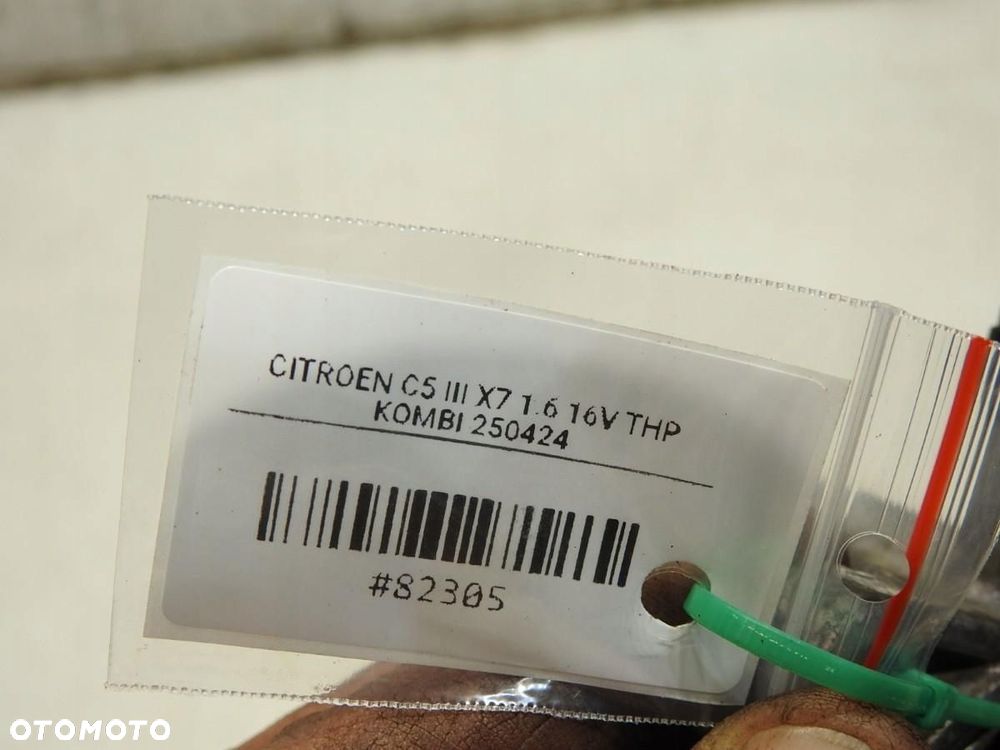 CITROEN C5 III X7 1.6 16V THP
KOMBI 250424
#82305
OTOMOTO